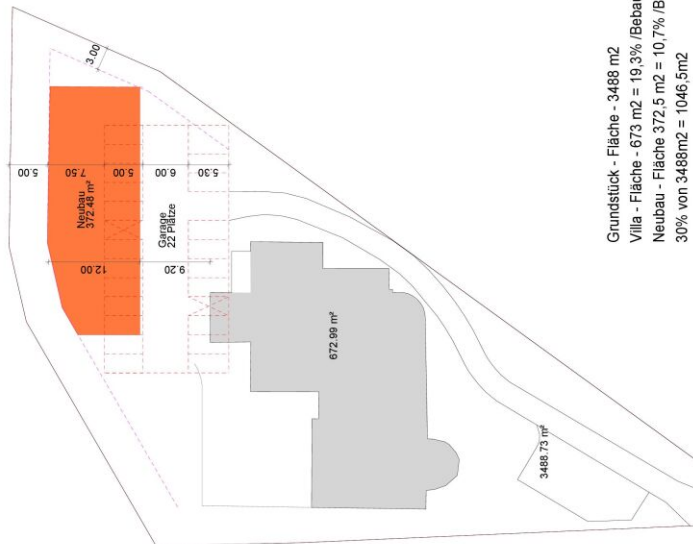 3.00
5.00
7.50
5.00
6.00
5.30
Neubau
372.48 m²
Garage
22 Plätze
12.00
9.20
672.99 m²
3488.73 m²
Grundstück - Fläche - 3488 m2
Villa - Fläche - 673 m2 = 19,3% /Bebau
Neubau - Fläche 372,5 m2 = 10,7% /B
30% von 3488m2 = 1046,5m2